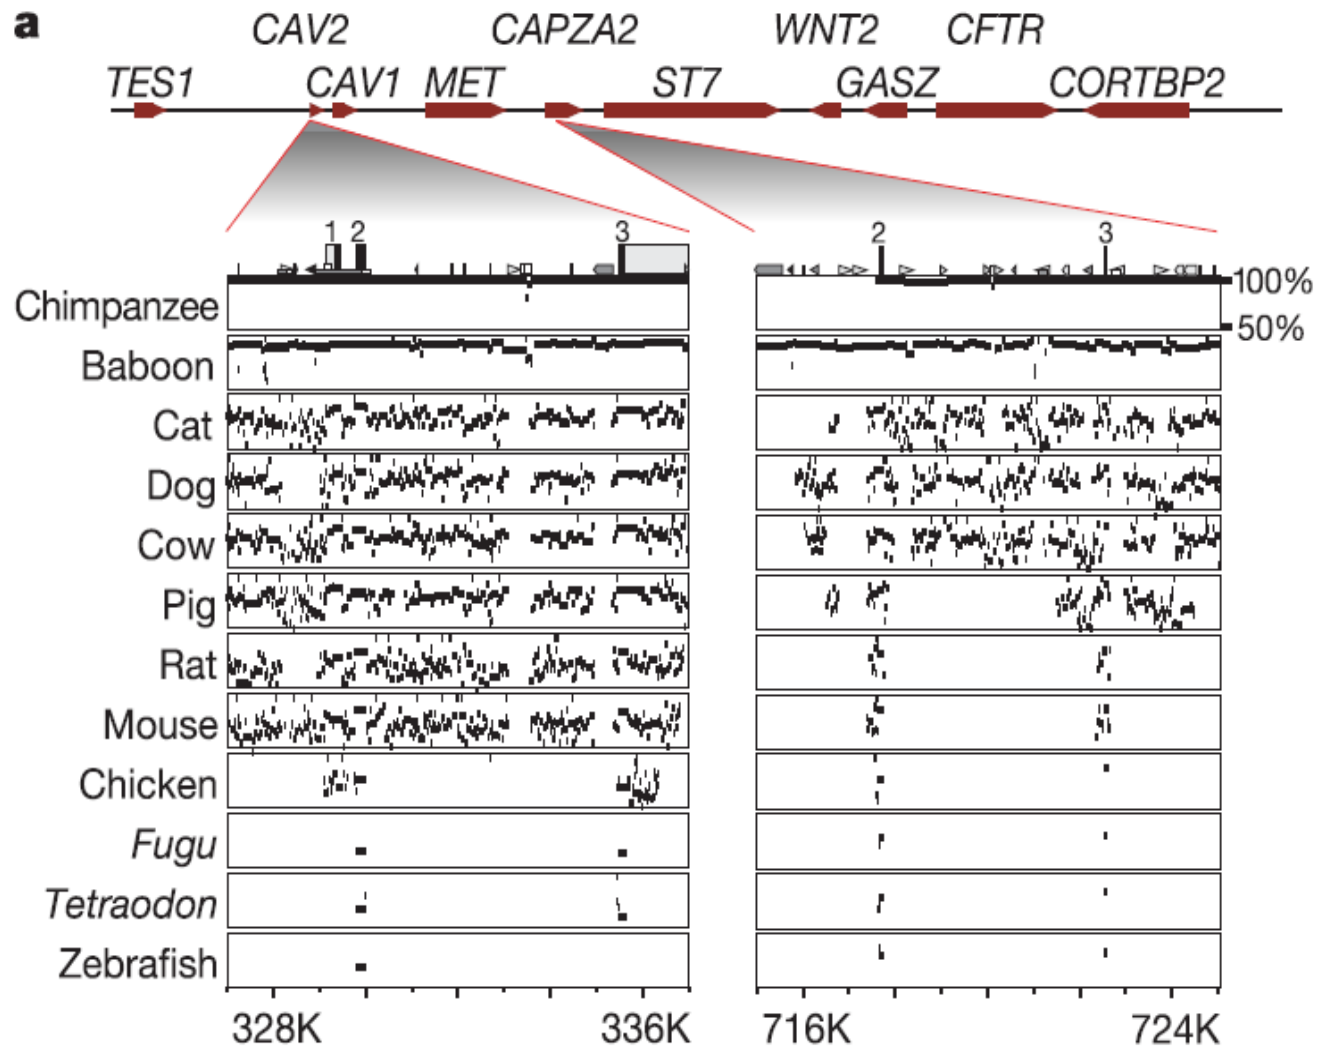 a
CAV2 CAPZA2 WNT2 CFTR
TES1 CAV1 MET ST7 GASZ CORTBP2
1 2 3 2 3
100%
Chimpanzee
50%
Baboon
Cat
Dog
Cow
Pig
Rat
Mouse
Chicken
Fugu
Tetraodon
Zebrafish
328K 336K 716K 724K